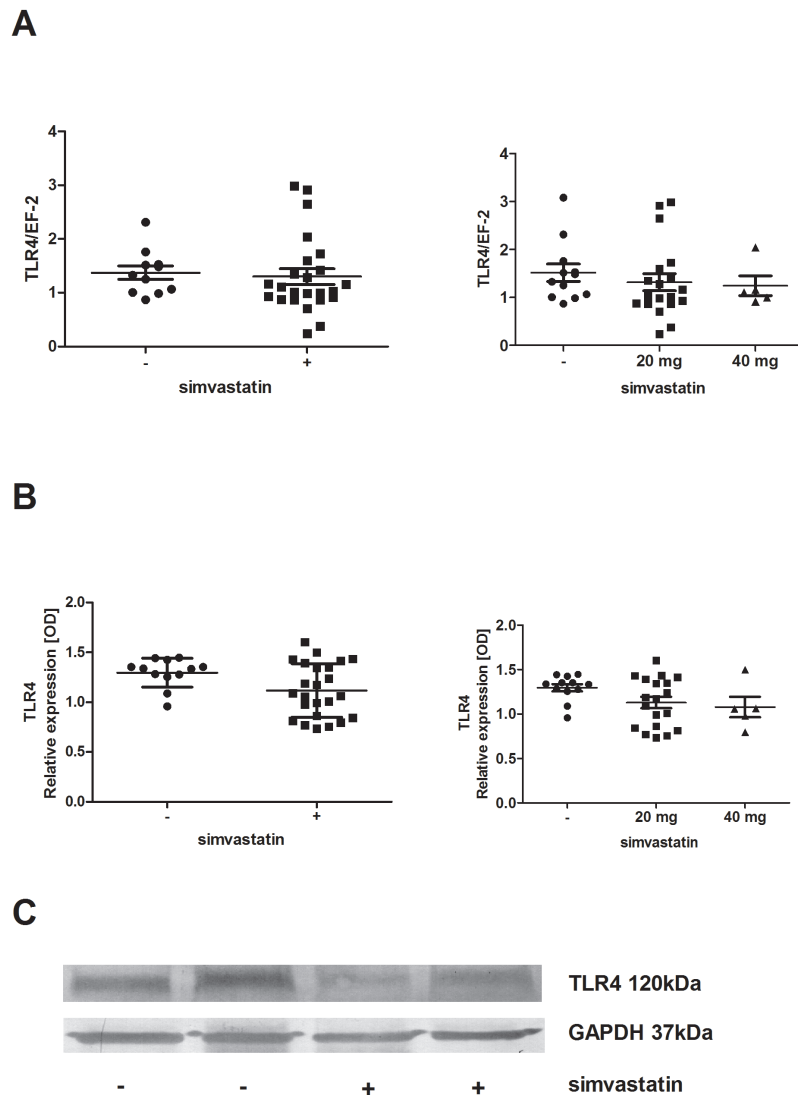 A
TLR4/EF-2
4
3
2
1
0
- +
simvastatin
TLR4/EF-2
4
3
2
1
0
- 20 mg 40 mg
simvastatin
B
TLR4
Relative expression [OD]
2.0
1.5
1.0
0.5
0.0
- +
simvastatin
TLR4
Relative expression [OD]
2.0
1.5
1.0
0.5
0.0
- 20 mg 40 mg
simvastatin
C
TLR4 120kDa
GAPDH 37kDa
- - + + simvastatin